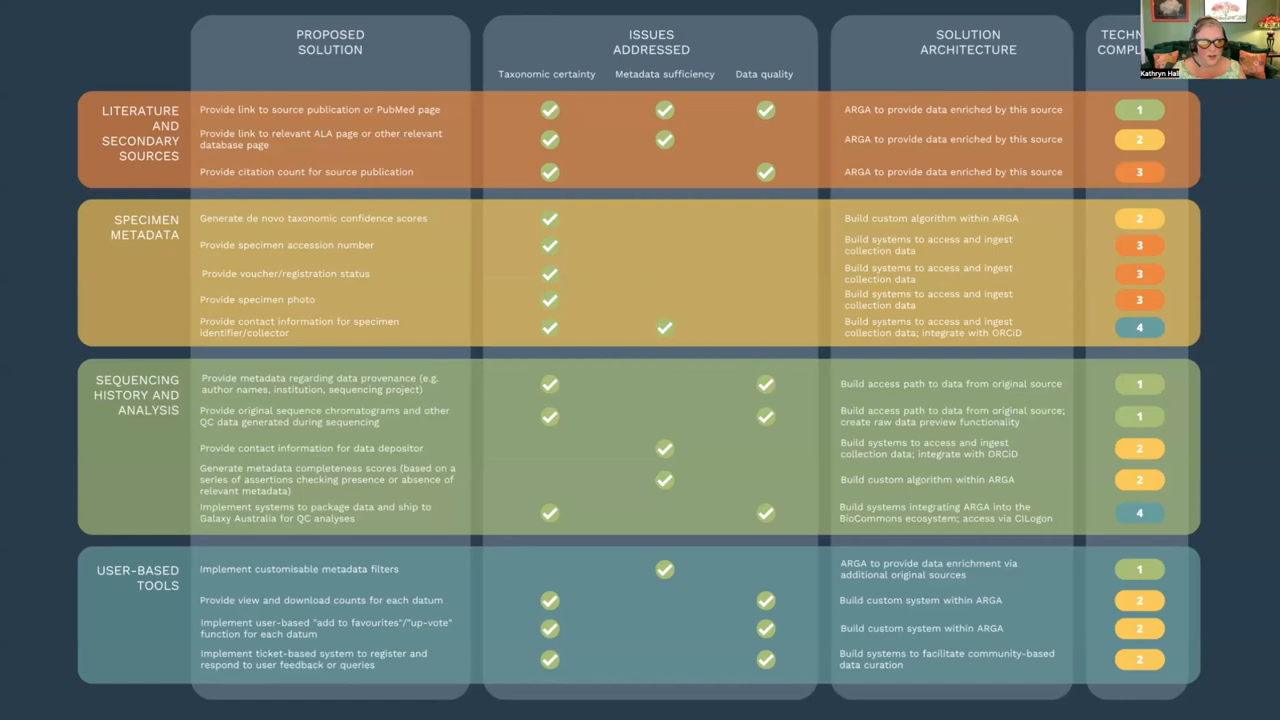 PROPOSED
SOLUTION
ISSUES
ADDRESSED
SOLUTION
ARCHITECTURE
Taxonomic certainty
Metadata sufficiency
Data quality
Kathryn Hall
LITERATURE
AND
SECONDARY
SOURCES
Provide link to source publication or PubMed page
ARGA to provide data enriched by this source
1
Provide link to relevant ALA page or other relevant
database page
ARGA to provide data enriched by this source
2
Provide citation count for source publication
ARGA to provide data enriched by this source
3
SPECIMEN
METADATA
Generate de novo taxonomic confidence scores
Build custom algorithm within ARGA
2
Provide specimen accession number
Build systems to access and ingest
collection data
3
Provide voucher/registration status
Build systems to access and ingest
collection data
3
Provide specimen photo
Build systems to access and ingest
collection data
3
Provide contact information for specimen
identifier/collector
Build systems to access and ingest
collection data; integrate with ORCiD
4
SEQUENCING
HISTORY AND
ANALYSIS
Provide metadata regarding data provenance (e.g.
author names, institution, sequencing project)
Build access path to data from original source
1
Provide original sequence chromatograms and other
QC data generated during sequencing
Build access path to data from original source;
create raw data preview functionality
1
Provide contact information for data depositor
Build systems to access and ingest
collection data; integrate with ORCiD
2
Generate metadata completeness scores (based on a
series of assertions checking presence or absence of
relevant metadata)
Build custom algorithm within ARGA
2
Implement systems to package data and ship to
Galaxy Australia for QC analyses
Build systems integrating ARGA into the
BioCommons ecosystem; access via CILogon
4
USER-BASED
TOOLS
Implement customisable metadata filters
ARGA to provide data enrichment via
additional original sources
1
Provide view and download counts for each datum
Build custom system within ARGA
2
Implement user-based "add to favourites"/"up-vote"
function for each datum
Build custom system within ARGA
2
Implement ticket-based system to register and
respond to user feedback or queries
Build systems to facilitate community-based
data curation
2